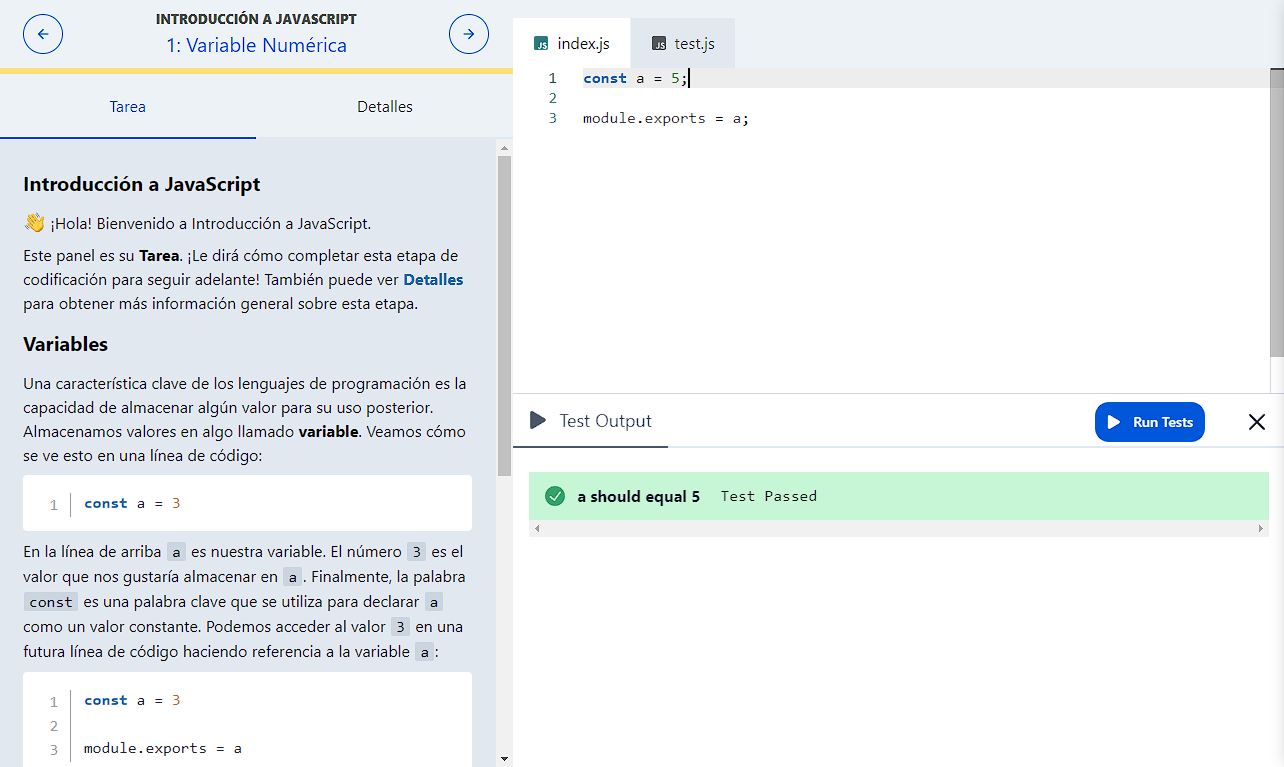 INTRODUCCIÓN A JAVASCRIPT
1: Variable Numérica
Tarea
Detalles
Introducción a JavaScript
👋 ¡Hola! Bienvenido a Introducción a JavaScript.
Este panel es su Tarea. ¡Le dirá cómo completar esta etapa de
codificación para seguir adelante! También puede ver Detalles
para obtener más información general sobre esta etapa.
Variables
Una característica clave de los lenguajes de programación es la
capacidad de almacenar algún valor para su uso posterior.
Almacenamos valores en algo llamado variable. Veamos cómo
se ve esto en una línea de código:
1 const a = 3
En la línea de arriba a es nuestra variable. El número 3 es el
valor que nos gustaría almacenar en a. Finalmente, la palabra
const es una palabra clave que se utiliza para declarar a
como un valor constante. Podemos acceder al valor 3 en una
futura línea de código haciendo referencia a la variable a:
1 const a = 3
2
3 module.exports = a
JS index.js
JS test.js
1 const a = 5;
2
3 module.exports = a;
Test Output
Run Tests
a should equal 5 Test Passed